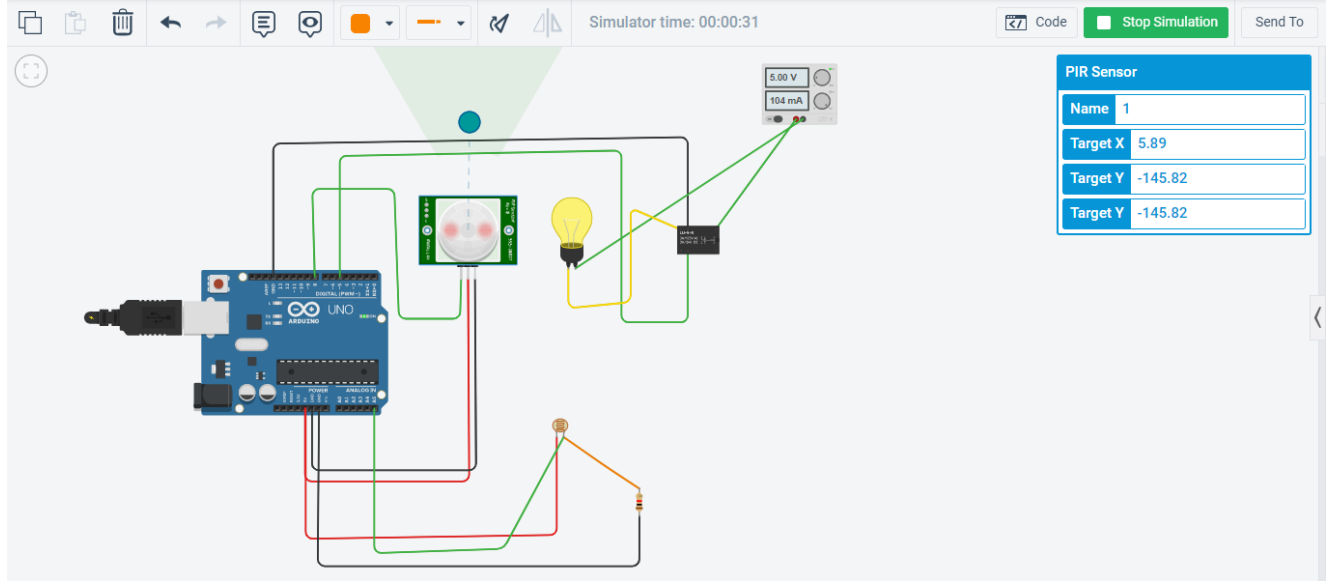 Simulator time: 00:00:31
Code
Stop Simulation
Send To
PIR Sensor
Name 1
Target X 5.89
Target Y -145.82
Target Y -145.82
5.00 V
104 mA
DIGITAL (PWM~)
UNO
ARDUINO
POWER
ANALOG IN